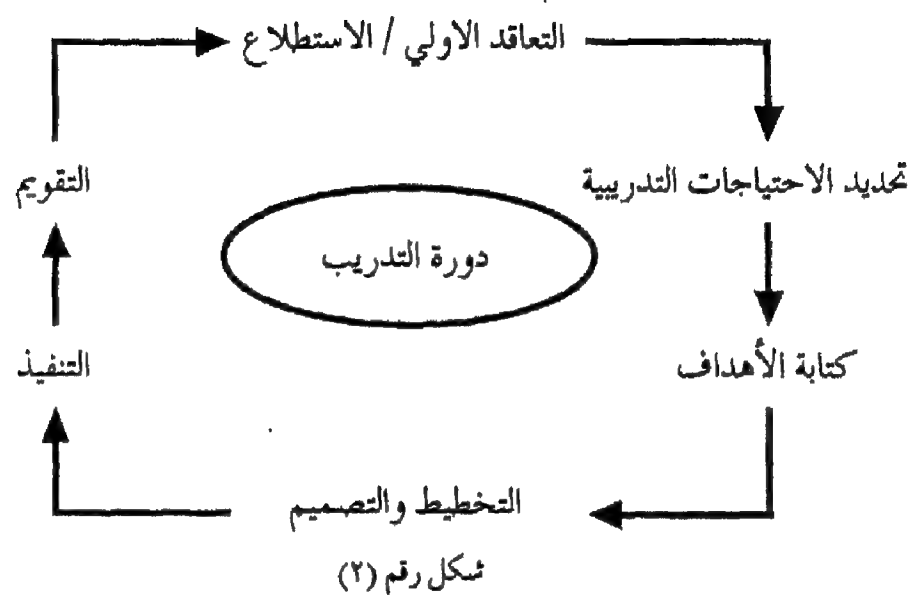 التعاقد الاولي / الاستطلاع
تحديد الاحتياجات التدريبية
التقويم
دورة التدريب
كتابة الأهداف
التنفيذ
التخطيط والتصميم
شكل رقم (٢)